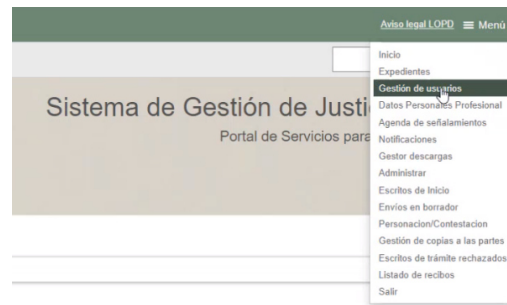 Aviso legal LOPD ≡ Menú
Inicio
Expedientes
Gestión de usuarios
Datos Personales Profesional
Agenda de señalamientos
Notificaciones
Gestor descargas
Administrar
Escritos de Inicio
Envíos en borrador
Personacion/Contestacion
Gestión de copias a las partes
Escritos de trámite rechazados
Listado de recibos
Salir
Sistema de Gestión de Justi
Portal de Servicios para